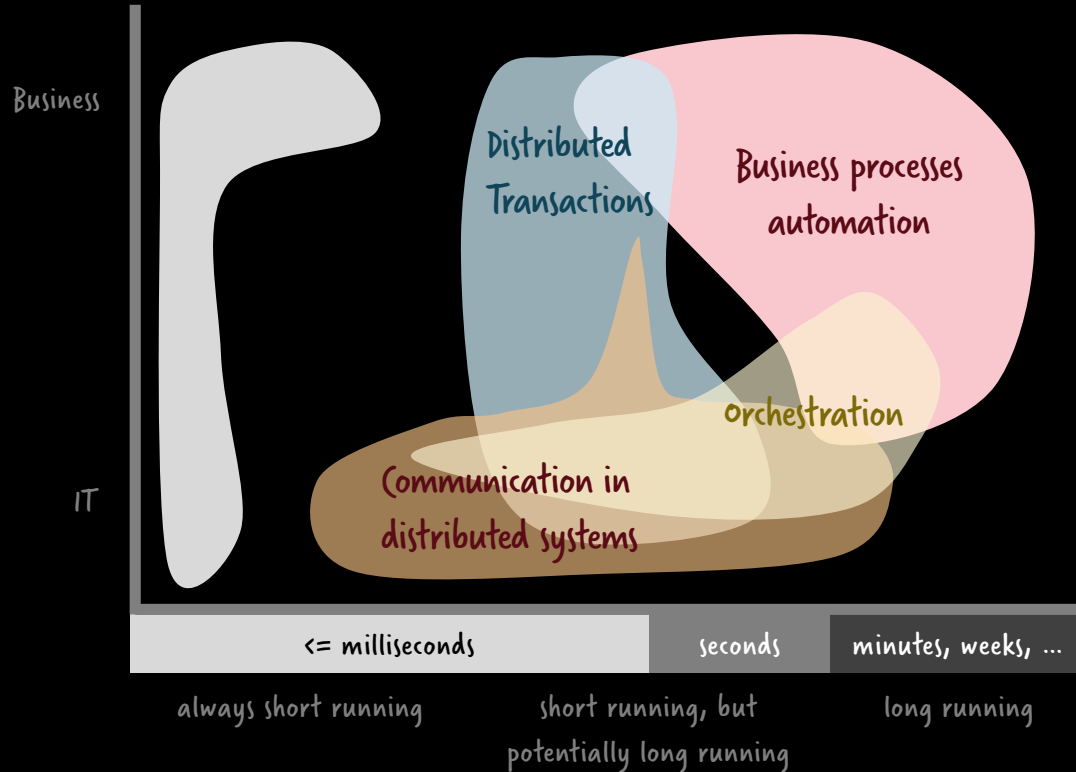 Business
Distributed
Transactions
Business processes
automation
Orchestration
IT
Communication in
distributed systems
<= milliseconds
seconds
minutes, weeks, ...
always short running
short running, but
potentially long running
long running